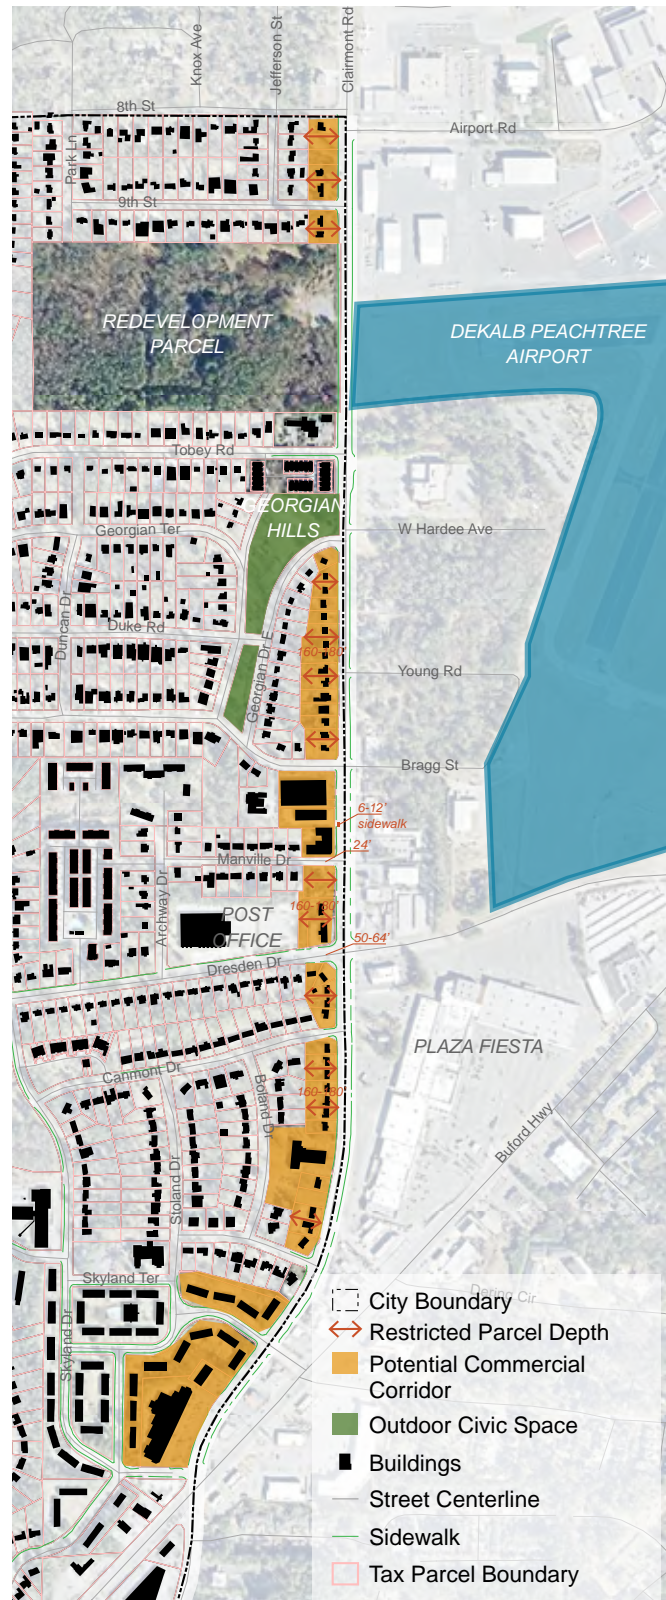 Knox Ave
Jefferson St
Clairmont Rd
8th St
Airport Rd
Park Ln
9th St
REDEVELOPMENT
PARCEL
DEKALB PEACHTREE
AIRPORT
Tobey Rd
GEORGIAN
HILLS
Georgian Ter
W Hardee Ave
Duncan Dr
Duke Rd
Georgian Dr E
160-180'
Young Rd
Bragg St
6-12'
sidewalk
Manville Dr
24'
Archway Dr
160-180'
POST
OFFICE
50-64'
Dresden Dr
PLAZA FIESTA
Canmont Dr
Boland Dr
160-180'
Buford Hwy
Stoland Dr
Skyland Ter
Skyland Dr
Dering Cir
City Boundary
Restricted Parcel Depth
Potential Commercial
Corridor
Outdoor Civic Space
Buildings
Street Centerline
Sidewalk
Tax Parcel Boundary